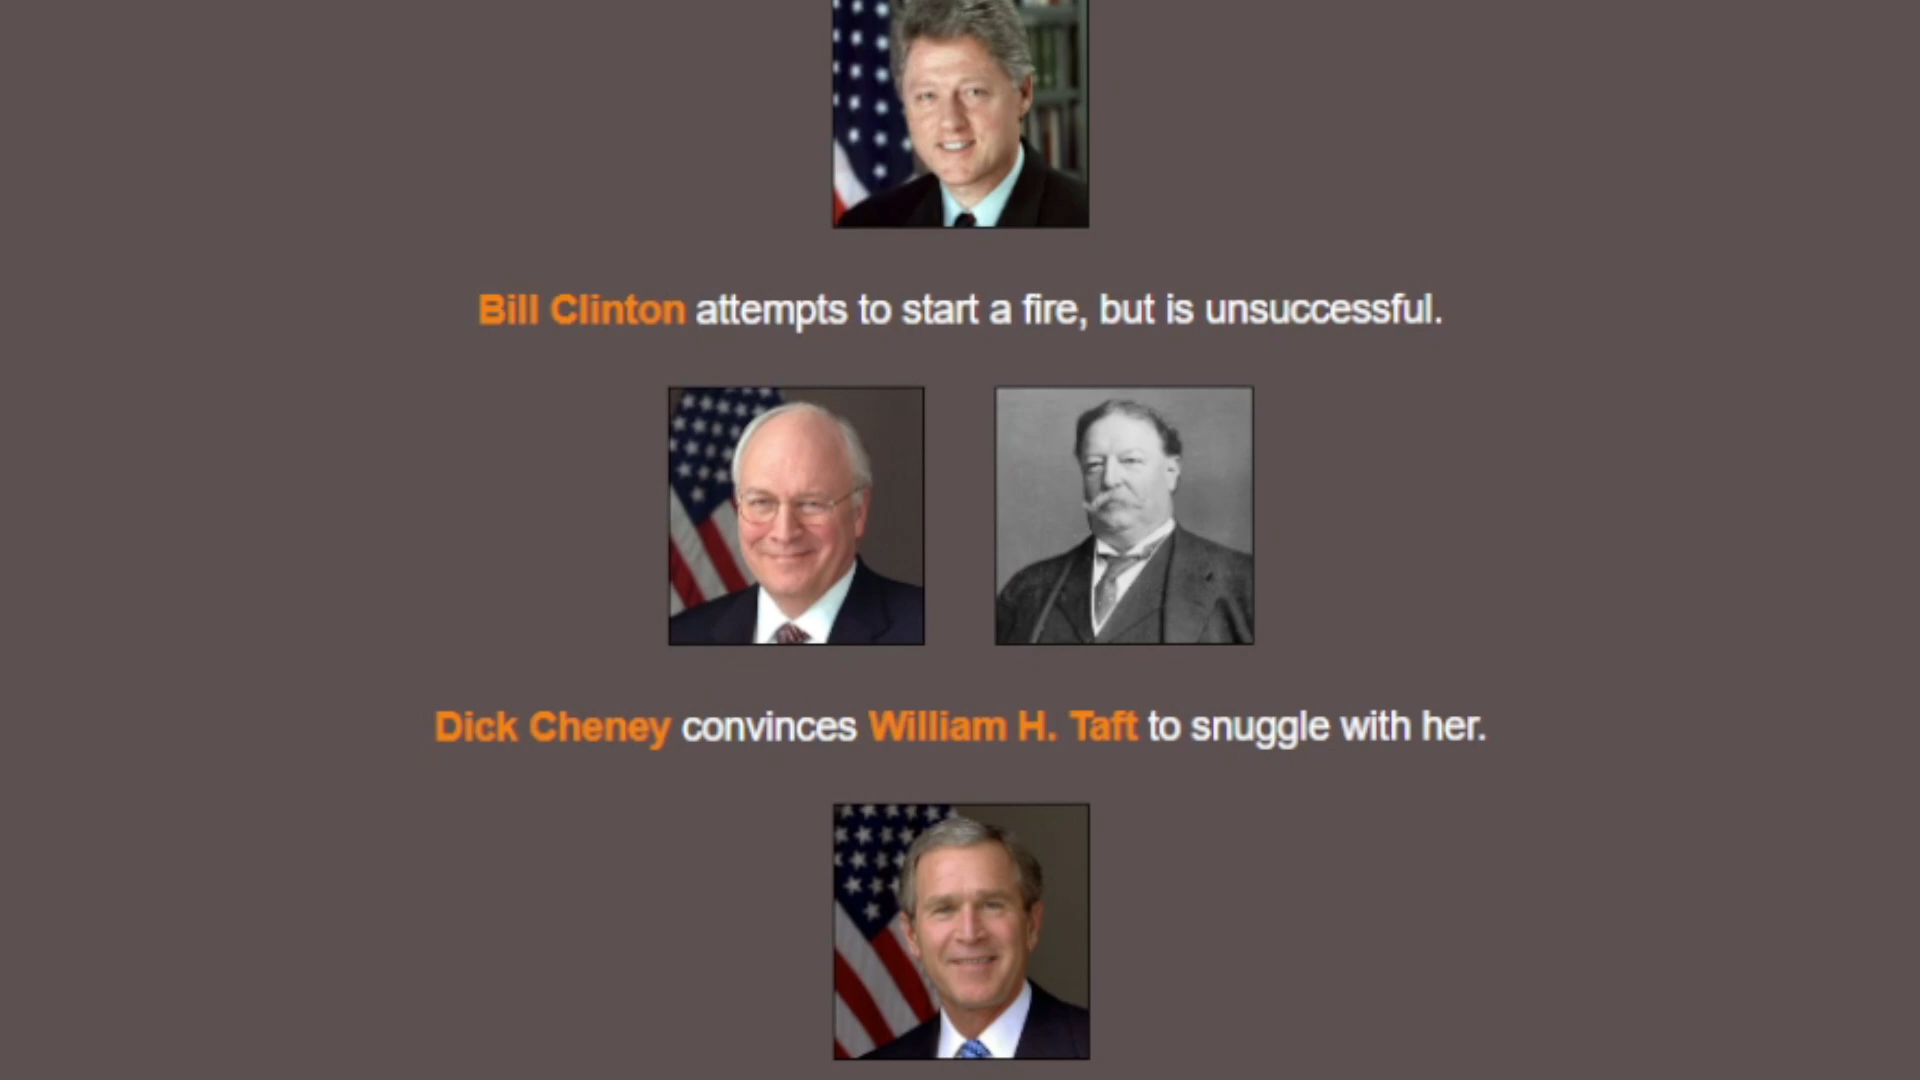 Bill Clinton attempts to start a fire, but is unsuccessful.
Dick Cheney convinces William H. Taft to snuggle with her.